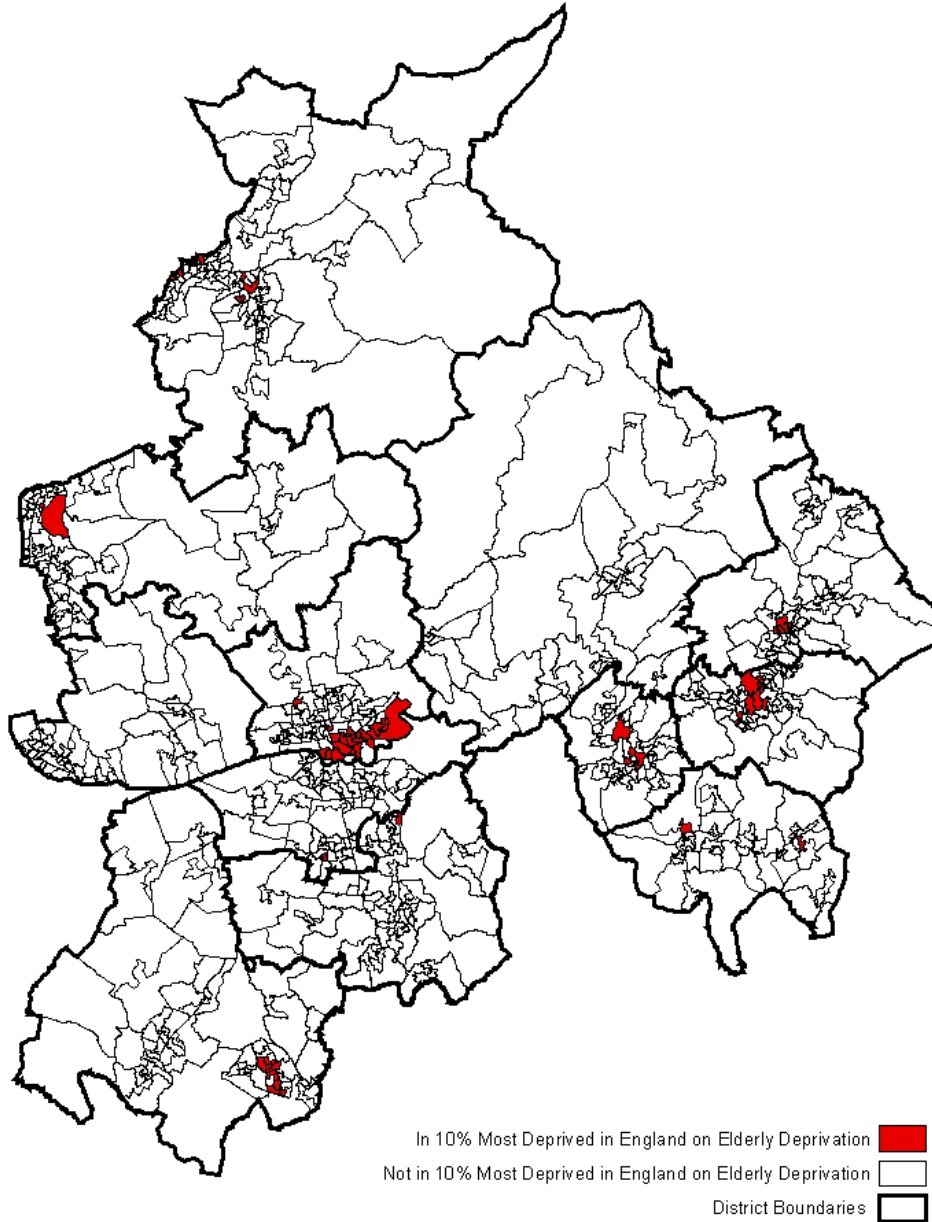 In 10% Most Deprived in England on Elderly Deprivation
Not in 10% Most Deprived in England on Elderly Deprivation
District Boundaries